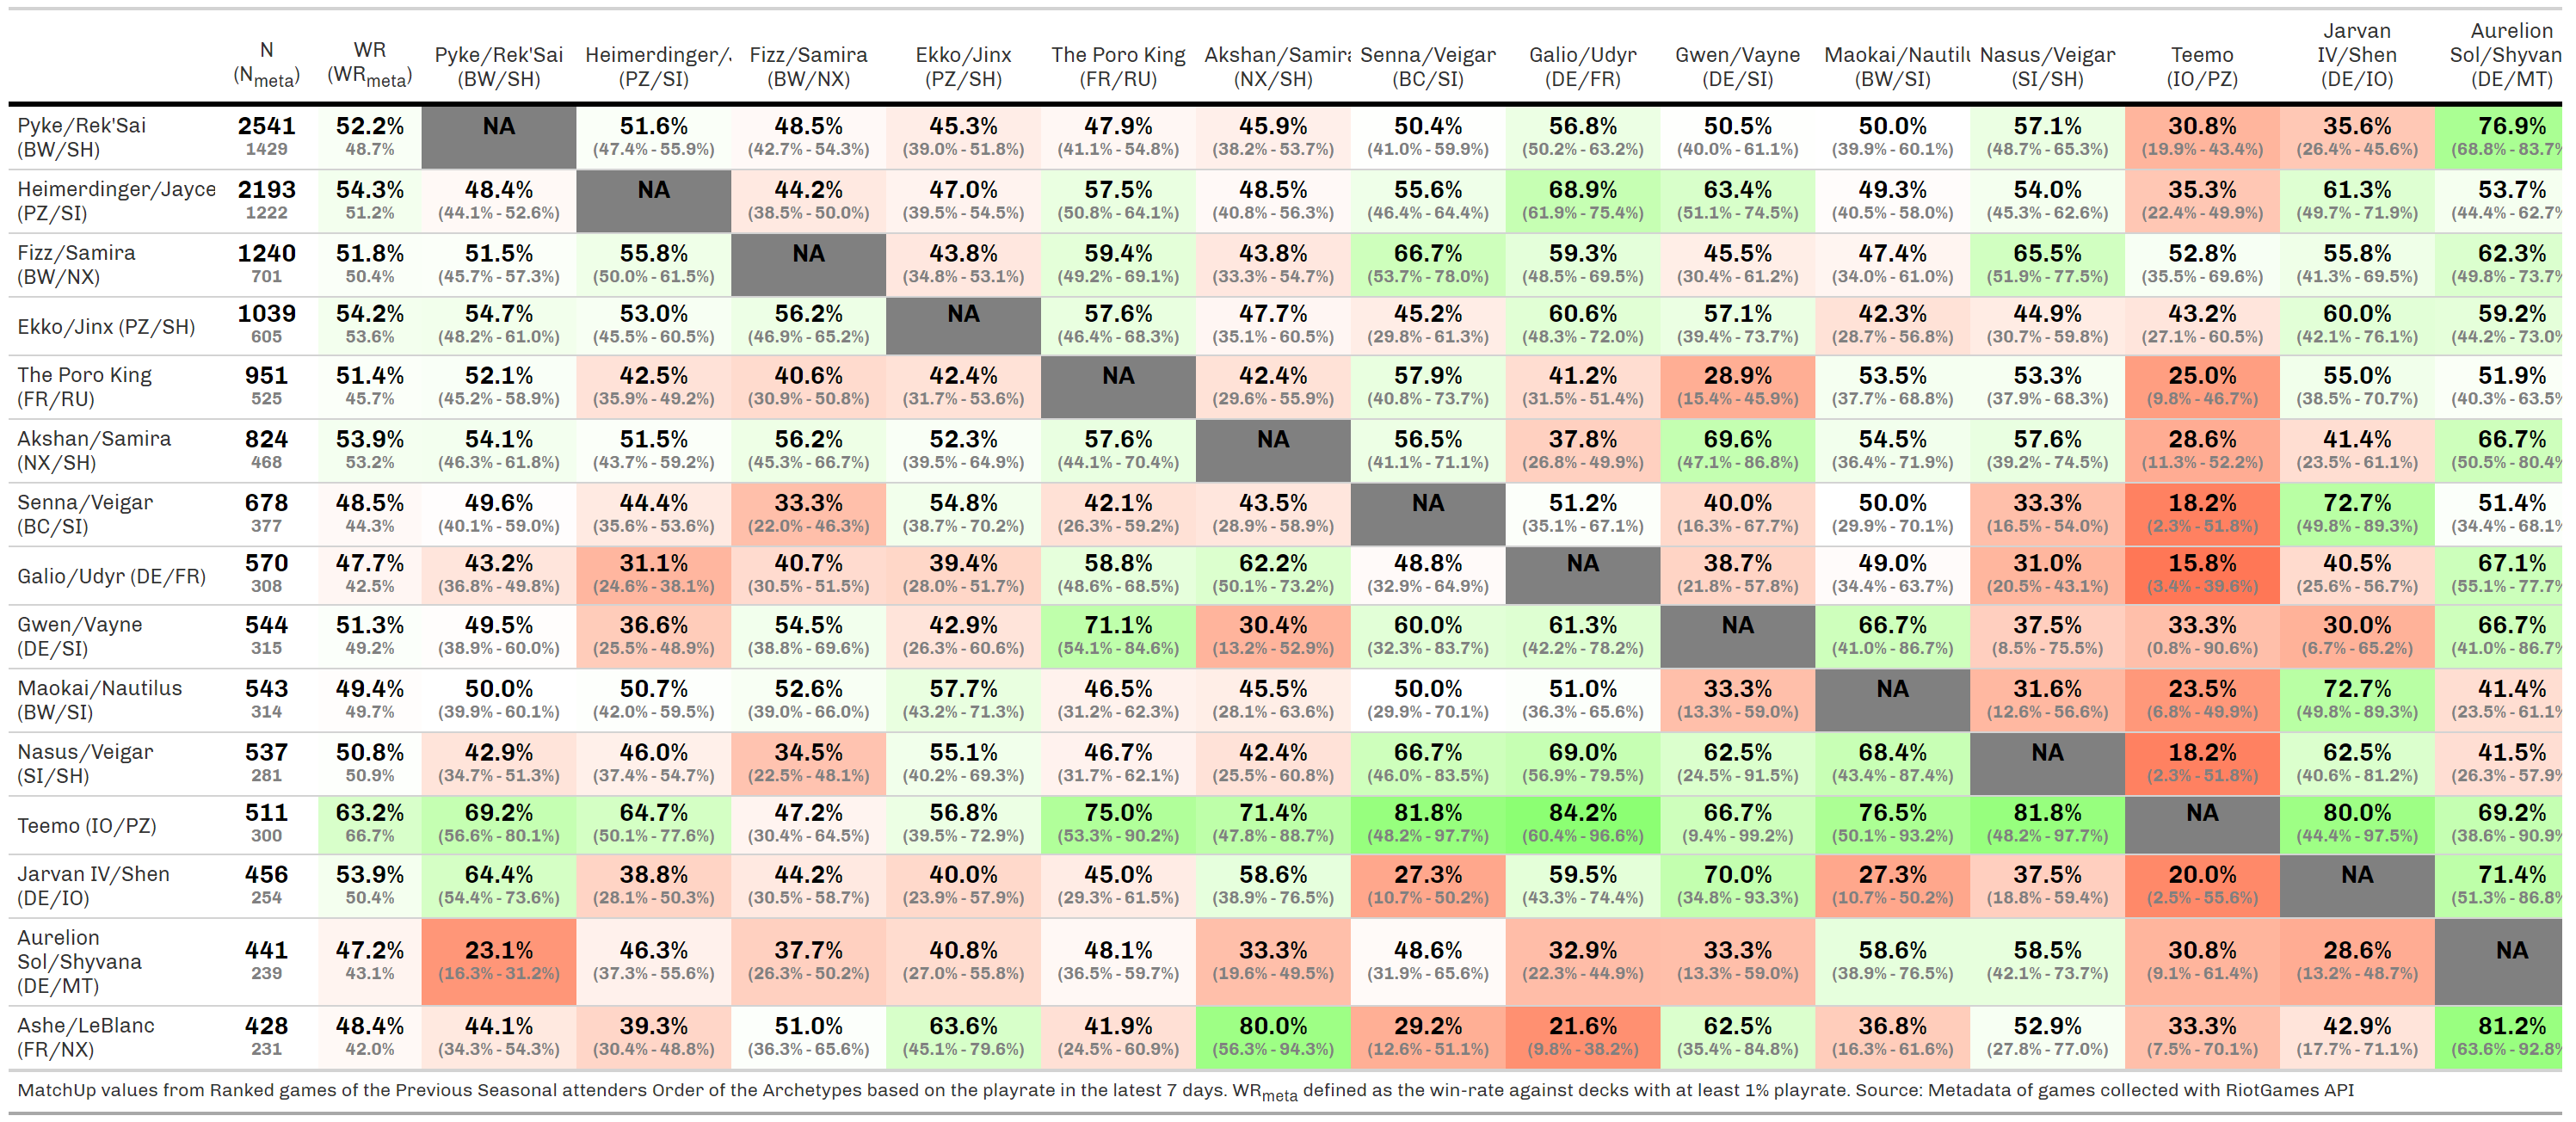 N WR Pyke/Rek'Sai Heimerdinger/J Fizz/Samira Ekko/Jinx The Poro King Akshan/Samira Senna/Veigar Galio/Udyr Gwen/Vayne Maokai/Nautilu Nasus/Veigar Teemo Jarvan IV/Shen Aurelion Sol/Shyvan
(Nmeta) (WRmeta) (BW/SH) (PZ/SI) (BW/NX) (PZ/SH) (FR/RU) (NX/SH) (BC/SI) (DE/FR) (DE/SI) (BW/SI) (SI/SH) (IO/PZ) (DE/IO) (DE/MT)
Pyke/Rek'Sai 2541 52.2% NA 51.6% 48.5% 45.3% 47.9% 45.9% 50.4% 56.8% 50.5% 50.0% 57.1% 30.8% 35.6% 76.9%
(BW/SH) 1429 48.7% (47.4% - 55.9%) (42.7% - 54.3%) (39.0% - 51.8%) (41.1% - 54.8%) (38.2% - 53.7%) (41.0% - 59.9%) (50.2% - 63.2%) (40.0% - 61.1%) (39.9% - 60.1%) (48.7% - 65.3%) (19.9% - 43.4%) (26.4% - 45.6%) (68.8% - 83.7%
Heimerdinger/Jayce 2193 54.3% 48.4% NA 44.2% 47.0% 57.5% 48.5% 55.6% 68.9% 63.4% 49.3% 54.0% 35.3% 61.3% 53.7%
(PZ/SI) 1222 51.2% (44.1% - 52.6%) (38.5% - 50.0%) (39.5% - 54.5%) (50.8% - 64.1%) (40.8% - 56.3%) (46.4% - 64.4%) (61.9% - 75.4%) (51.1% - 74.5%) (40.5% - 58.0%) (45.3% - 62.6%) (22.4% - 49.9%) (49.7% - 71.9%) (44.4% - 62.7%
Fizz/Samira 1240 51.8% 51.5% 55.8% NA 43.8% 59.4% 43.8% 66.7% 59.3% 45.5% 47.4% 65.5% 52.8% 55.8% 62.3%
(BW/NX) 701 50.4% (45.7% - 57.3%) (50.0% - 61.5%) (34.8% - 53.1%) (49.2% - 69.1%) (33.3% - 54.7%) (53.7% - 78.0%) (48.5% - 69.5%) (30.4% - 61.2%) (34.0% - 61.0%) (51.9% - 77.5%) (35.5% - 69.6%) (41.3% - 69.5%) (49.8% - 73.7%
Ekko/Jinx (PZ/SH) 1039 54.2% 54.7% 53.0% 56.2% NA 57.6% 47.7% 45.2% 60.6% 57.1% 42.3% 44.9% 43.2% 60.0% 59.2%
605 53.6% (48.2% - 61.0%) (45.5% - 60.5%) (46.9% - 65.2%) (46.4% - 68.3%) (35.1% - 60.5%) (29.8% - 61.3%) (48.3% - 72.0%) (39.4% - 73.7%) (28.7% - 56.8%) (30.7% - 59.8%) (27.1% - 60.5%) (42.1% - 76.1%) (44.2% - 73.0%
The Poro King 951 51.4% 52.1% 42.5% 40.6% 42.4% NA 42.4% 57.9% 41.2% 28.9% 53.5% 53.3% 25.0% 55.0% 51.9%
(FR/RU) 525 45.7% (45.2% - 58.9%) (35.9% - 49.2%) (30.9% - 50.8%) (31.7% - 53.6%) (29.6% - 55.9%) (40.8% - 73.7%) (31.5% - 51.4%) (15.4% - 45.9%) (37.7% - 68.8%) (37.9% - 68.3%) (9.8% - 46.7%) (38.5% - 70.7%) (40.3% - 63.5%
Akshan/Samira 824 53.9% 54.1% 51.5% 56.2% 52.3% 57.6% NA 56.5% 37.8% 69.6% 54.5% 57.6% 28.6% 41.4% 66.7%
(NX/SH) 468 53.2% (46.3% - 61.8%) (43.7% - 59.2%) (45.3% - 66.7%) (39.5% - 64.9%) (44.1% - 70.4%) (41.1% - 71.1%) (26.8% - 49.9%) (47.1% - 86.8%) (36.4% - 71.9%) (39.2% - 74.5%) (11.3% - 52.2%) (23.5% - 61.1%) (50.5% - 80.4%
Senna/Veigar 678 48.5% 49.6% 44.4% 33.3% 54.8% 42.1% 43.5% NA 51.2% 40.0% 50.0% 33.3% 18.2% 72.7% 51.4%
(BC/SI) 377 44.3% (40.1% - 59.0%) (35.6% - 53.6%) (22.0% - 46.3%) (38.7% - 70.2%) (26.3% - 59.2%) (28.9% - 58.9%) (35.1% - 67.1%) (16.3% - 67.7%) (29.9% - 70.1%) (16.5% - 54.0%) (2.3% - 51.8%) (49.8% - 89.3%) (34.4% - 68.1%
Galio/Udyr (DE/FR) 570 47.7% 43.2% 31.1% 40.7% 39.4% 58.8% 62.2% 48.8% NA 38.7% 49.0% 31.0% 15.8% 40.5% 67.1%
308 42.5% (36.8% - 49.8%) (24.6% - 38.1%) (30.5% - 51.5%) (28.0% - 51.7%) (48.6% - 68.5%) (50.1% - 73.2%) (32.9% - 64.9%) (21.8% - 57.8%) (34.4% - 63.7%) (20.5% - 43.1%) (3.4% - 39.6%) (25.6% - 56.7%) (55.1% - 77.7%
Gwen/Vayne 544 51.3% 49.5% 36.6% 54.5% 42.9% 71.1% 30.4% 60.0% 61.3% NA 66.7% 37.5% 33.3% 30.0% 66.7%
(DE/SI) 315 49.2% (38.9% - 60.0%) (25.5% - 48.9%) (38.8% - 69.6%) (26.3% - 60.6%) (54.1% - 84.6%) (13.2% - 52.9%) (32.3% - 83.7%) (42.2% - 78.2%) (41.0% - 86.7%) (8.5% - 75.5%) (0.8% - 90.6%) (6.7% - 65.2%) (41.0% - 86.7%
Maokai/Nautilus 543 49.4% 50.0% 50.7% 52.6% 57.7% 46.5% 45.5% 50.0% 51.0% 33.3% NA 31.6% 23.5% 72.7% 41.4%
(BW/SI) 314 49.7% (39.9% - 60.1%) (42.0% - 59.5%) (39.0% - 66.0%) (43.2% - 71.3%) (31.2% - 62.3%) (28.1% - 63.6%) (29.9% - 70.1%) (36.3% - 65.6%) (13.3% - 59.0%) (12.6% - 56.6%) (6.8% - 49.9%) (49.8% - 89.3%) (23.5% - 61.1%
Nasus/Veigar 537 50.8% 42.9% 46.0% 34.5% 55.1% 46.7% 42.4% 66.7% 69.0% 62.5% 68.4% NA 18.2% 62.5% 41.5%
(SI/SH) 281 50.9% (34.7% - 51.3%) (37.4% - 54.7%) (22.5% - 48.1%) (40.2% - 69.3%) (31.7% - 62.1%) (25.5% - 60.8%) (46.0% - 83.5%) (56.9% - 79.5%) (24.5% - 91.5%) (43.4% - 87.4%) (2.3% - 51.8%) (40.6% - 81.2%) (26.3% - 57.9%
Teemo (IO/PZ) 511 63.2% 69.2% 64.7% 47.2% 56.8% 75.0% 71.4% 81.8% 84.2% 66.7% 76.5% 81.8% NA 80.0% 69.2%
300 66.7% (56.6% - 80.1%) (50.1% - 77.6%) (30.4% - 64.5%) (39.5% - 72.9%) (53.3% - 90.2%) (47.8% - 88.7%) (48.2% - 97.7%) (60.4% - 96.6%) (9.4% - 99.2%) (50.1% - 93.2%) (48.2% - 97.7%) (44.4% - 97.5%) (38.6% - 90.9%
Jarvan IV/Shen 456 53.9% 64.4% 38.8% 44.2% 40.0% 45.0% 58.6% 27.3% 59.5% 70.0% 27.3% 37.5% 20.0% NA 71.4%
(DE/IO) 254 50.4% (54.4% - 73.6%) (28.1% - 50.3%) (30.5% - 58.7%) (23.9% - 57.9%) (29.3% - 61.5%) (38.9% - 76.5%) (10.7% - 50.2%) (43.3% - 74.4%) (34.8% - 93.3%) (10.7% - 50.2%) (18.8% - 59.4%) (2.5% - 55.6%) (51.3% - 86.8%
Aurelion
Sol/Shyvana 441 47.2% 23.1% 46.3% 37.7% 40.8% 48.1% 33.3% 48.6% 32.9% 33.3% 58.6% 58.5% 30.8% 28.6% NA
(DE/MT) 239 43.1% (16.3% - 31.2%) (37.3% - 55.6%) (26.3% - 50.2%) (27.0% - 55.8%) (36.5% - 59.7%) (19.6% - 49.5%) (31.9% - 65.6%) (22.3% - 44.9%) (13.3% - 59.0%) (38.9% - 76.5%) (42.1% - 73.7%) (9.1% - 61.4%) (13.2% - 48.7%)
Ashe/LeBlanc 428 48.4% 44.1% 39.3% 51.0% 63.6% 41.9% 80.0% 29.2% 21.6% 62.5% 36.8% 52.9% 33.3% 42.9% 81.2%
(FR/NX) 231 42.0% (34.3% - 54.3%) (30.4% - 48.8%) (36.3% - 65.6%) (45.1% - 79.6%) (24.5% - 60.9%) (56.3% - 94.3%) (12.6% - 51.1%) (9.8% - 38.2%) (35.4% - 84.8%) (16.3% - 61.6%) (27.8% - 77.0%) (7.5% - 70.1%) (17.7% - 71.1%) (63.6% - 92.8%
MatchUp values from Ranked games of the Previous Seasonal attenders Order of the Archetypes based on the playrate in the latest 7 days. WRmeta defined as the win-rate against decks with at least 1% playrate. Source: Metadata of games collected with RiotGames API